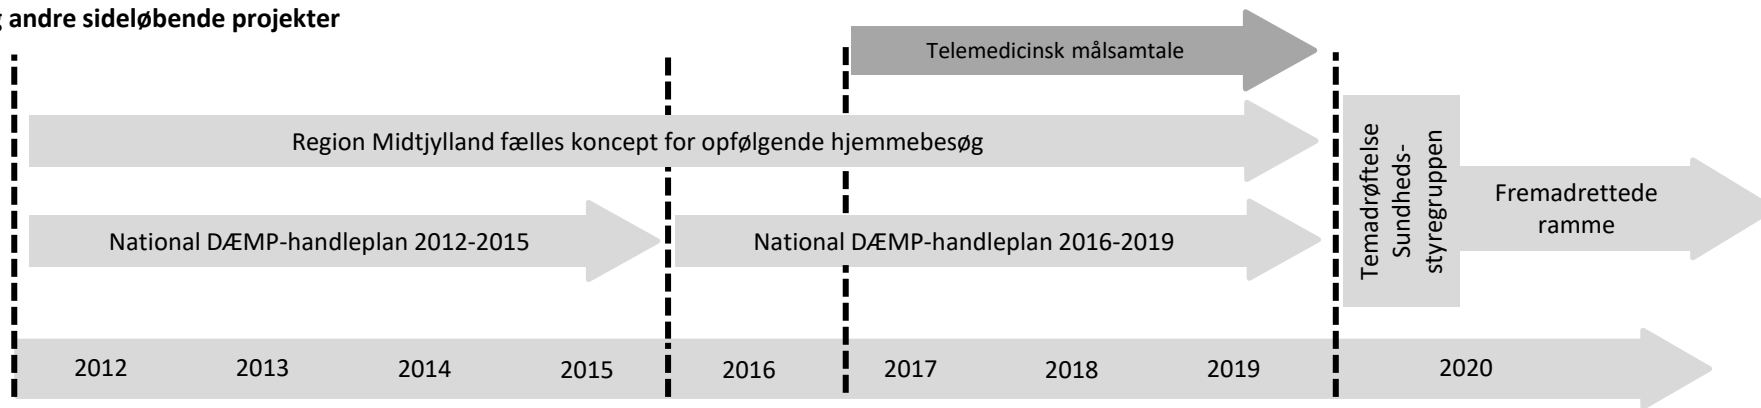 andre sideløbende projekter
Telemedicinsk målsamtale
Region Midtjylland fælles koncept for opfølgende hjemmebesøg
National DÆMP-handleplan 2012-2015
National DÆMP-handleplan 2016-2019
Temadrøftelse
Sundheds-
styregruppen
Fremadrettede
ramme
2012
2013
2014
2015
2016
2017
2018
2019
2020